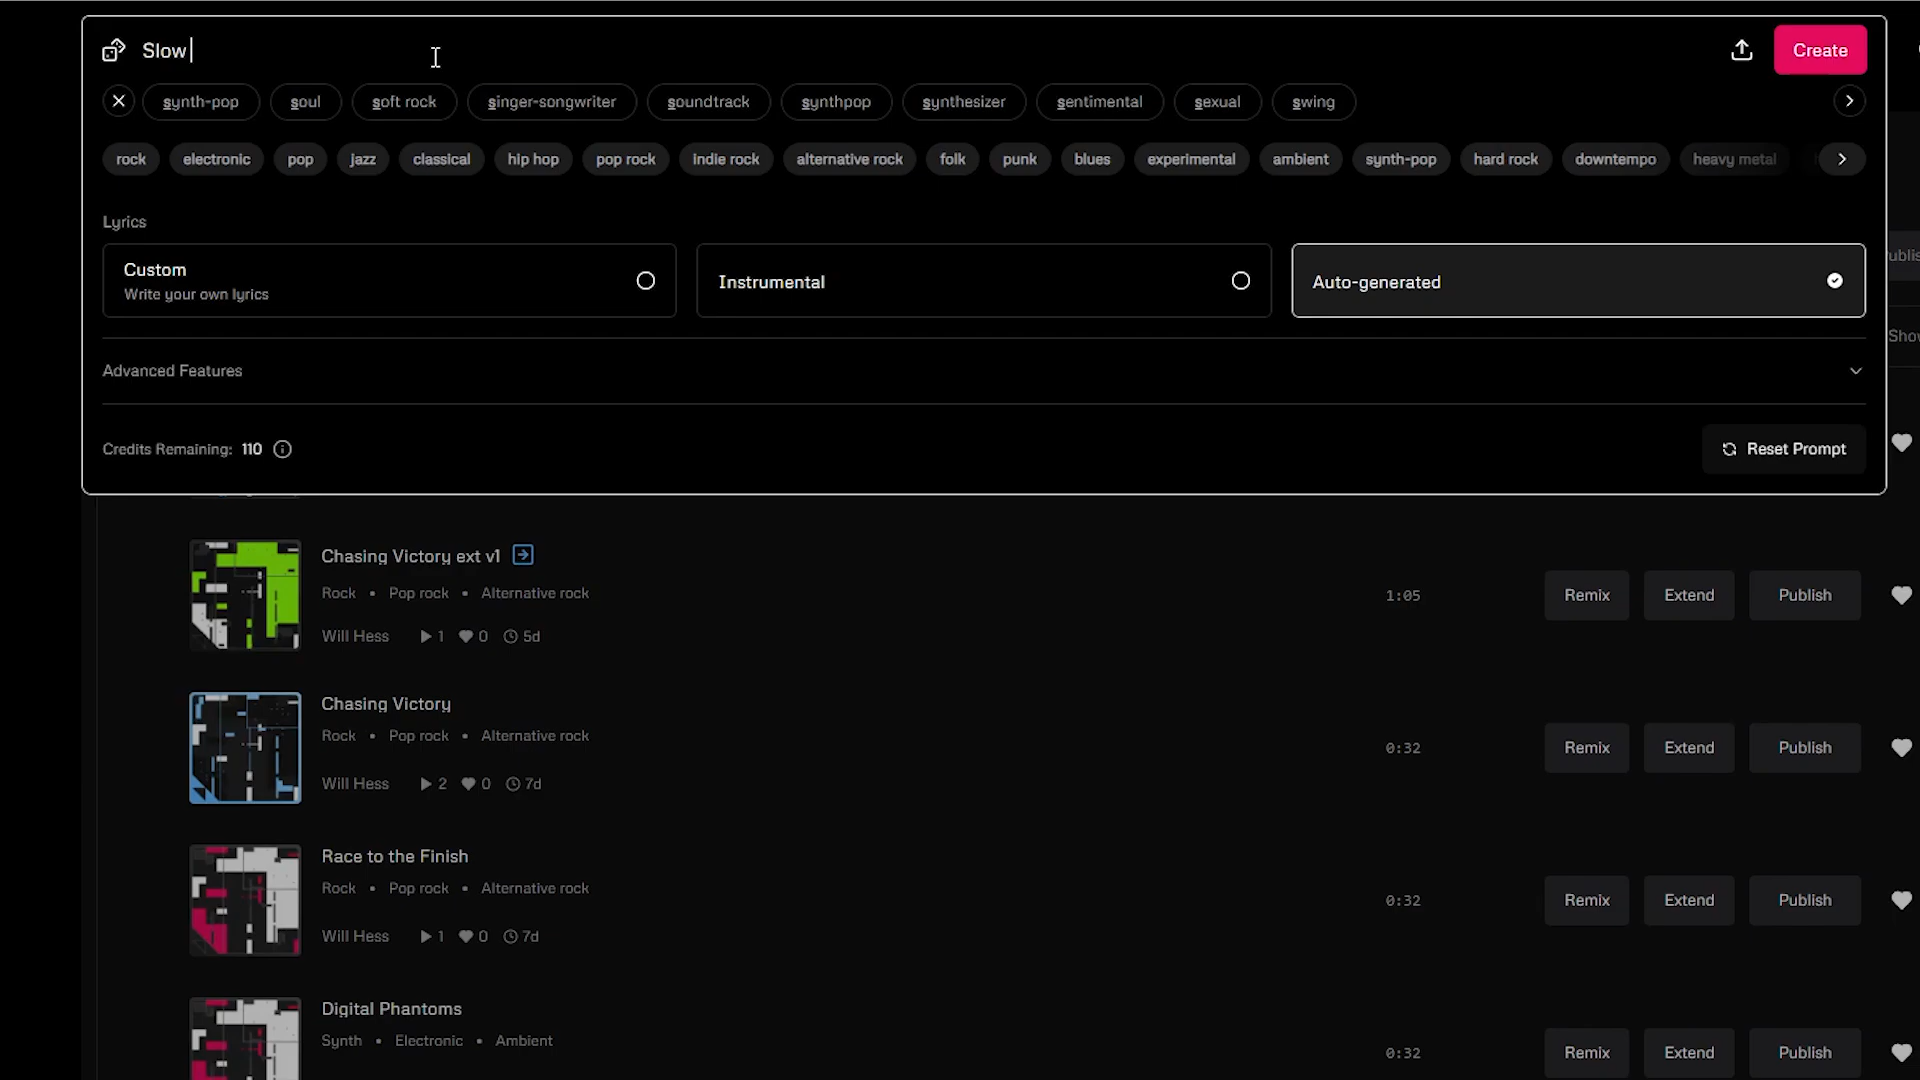 Slow
Create
synth-pop soul soft rock singer-songwriter soundtrack synthpop synthesizer sentimental sexual swing
rock electronic pop jazz classical hip hop pop rock indie rock alternative rock folk punk blues experimental ambient synth-pop hard rock downtempo heavy metal
Lyrics
Custom
Write your own lyrics
Instrumental
Auto-generated
Advanced Features
Credits Remaining: 110
Reset Prompt
Chasing Victory ext v1
Rock • Pop rock • Alternative rock
Will Hess 1 0 5d
1:05
Remix Extend Publish
Chasing Victory
Rock • Pop rock • Alternative rock
Will Hess 2 0 7d
0:32
Remix Extend Publish
Race to the Finish
Rock • Pop rock • Alternative rock
Will Hess 1 0 7d
0:32
Remix Extend Publish
Digital Phantoms
Synth • Electronic • Ambient
0:32
Remix Extend Publish